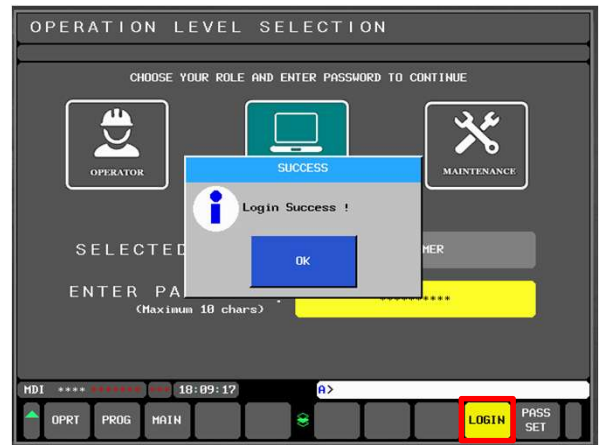 OPERATION LEVEL SELECTION
CHOOSE YOUR ROLE AND ENTER PASSWORD TO CONTINUE
OPERATOR
MAINTENANCE
SUCCESS
Login Success !
OK
SELECTED
MER
ENTER PA
(Maximum 10 chars)
:
*********
MDI **** ******* *** 18:09:17 A>
OPRT PROG MAIN LOGIN PASS SET